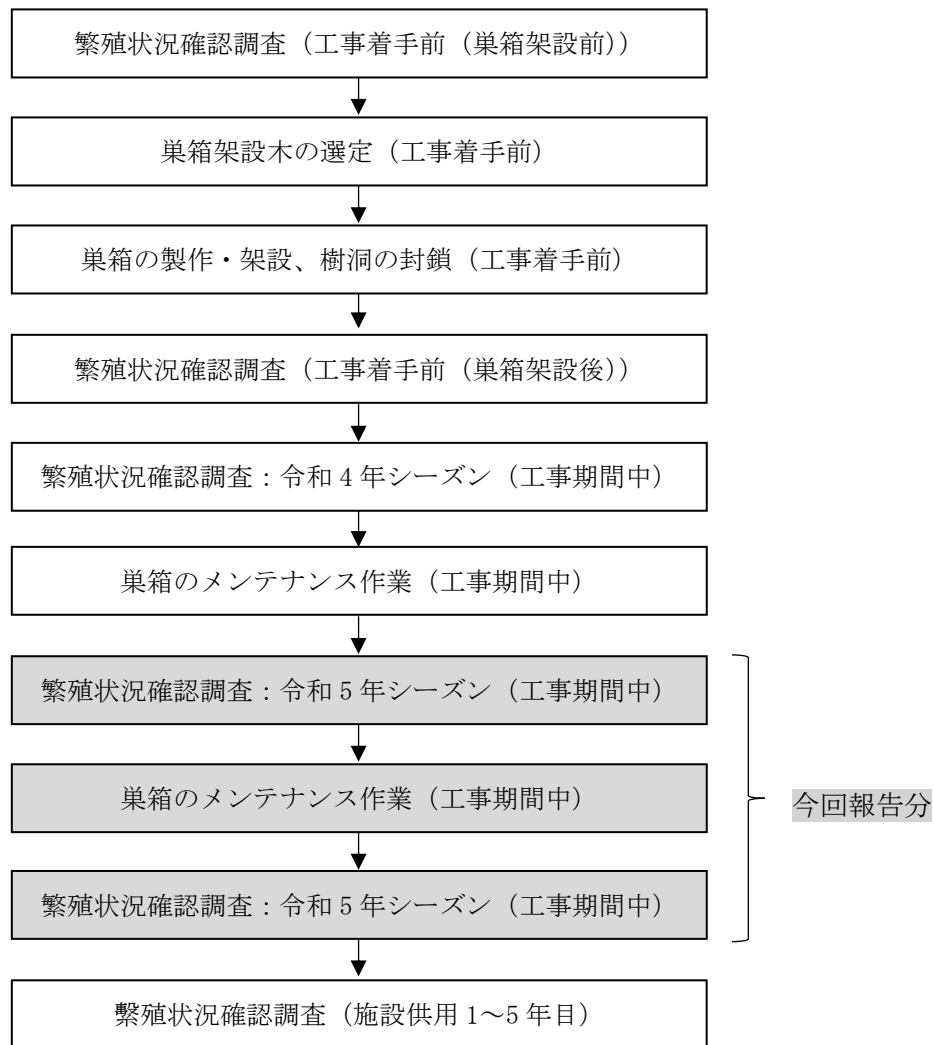 繁殖状況確認調査（工事着手前（巣箱架設前））
巣箱架設木の選定（工事着手前）
巣箱の製作・架設、樹洞の封鎖（工事着手前）
繁殖状況確認調査（工事着手前（巣箱架設後））
繁殖状況確認調査：令和４年シーズン（工事期間中）
巣箱のメンテナンス作業（工事期間中）
繁殖状況確認調査：令和５年シーズン（工事期間中）
巣箱のメンテナンス作業（工事期間中）
今回報告分
繁殖状況確認調査：令和５年シーズン（工事期間中）
繫殖状況確認調査（施設供用 1～5 年目）